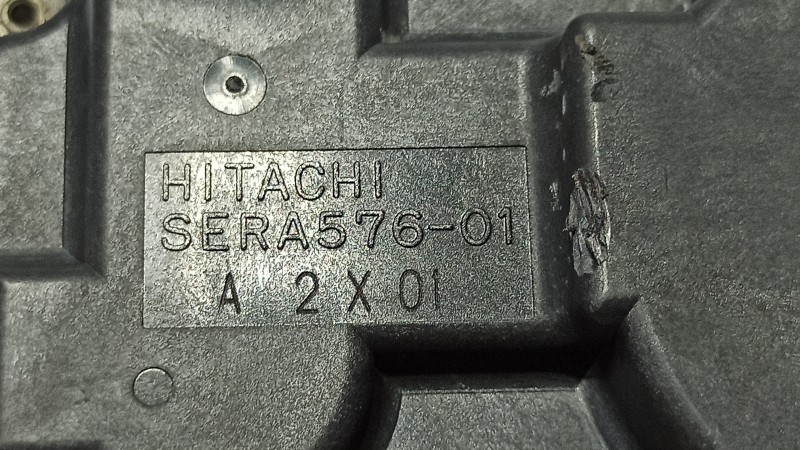 HITACHI
SERA576-01
A 2 X 01